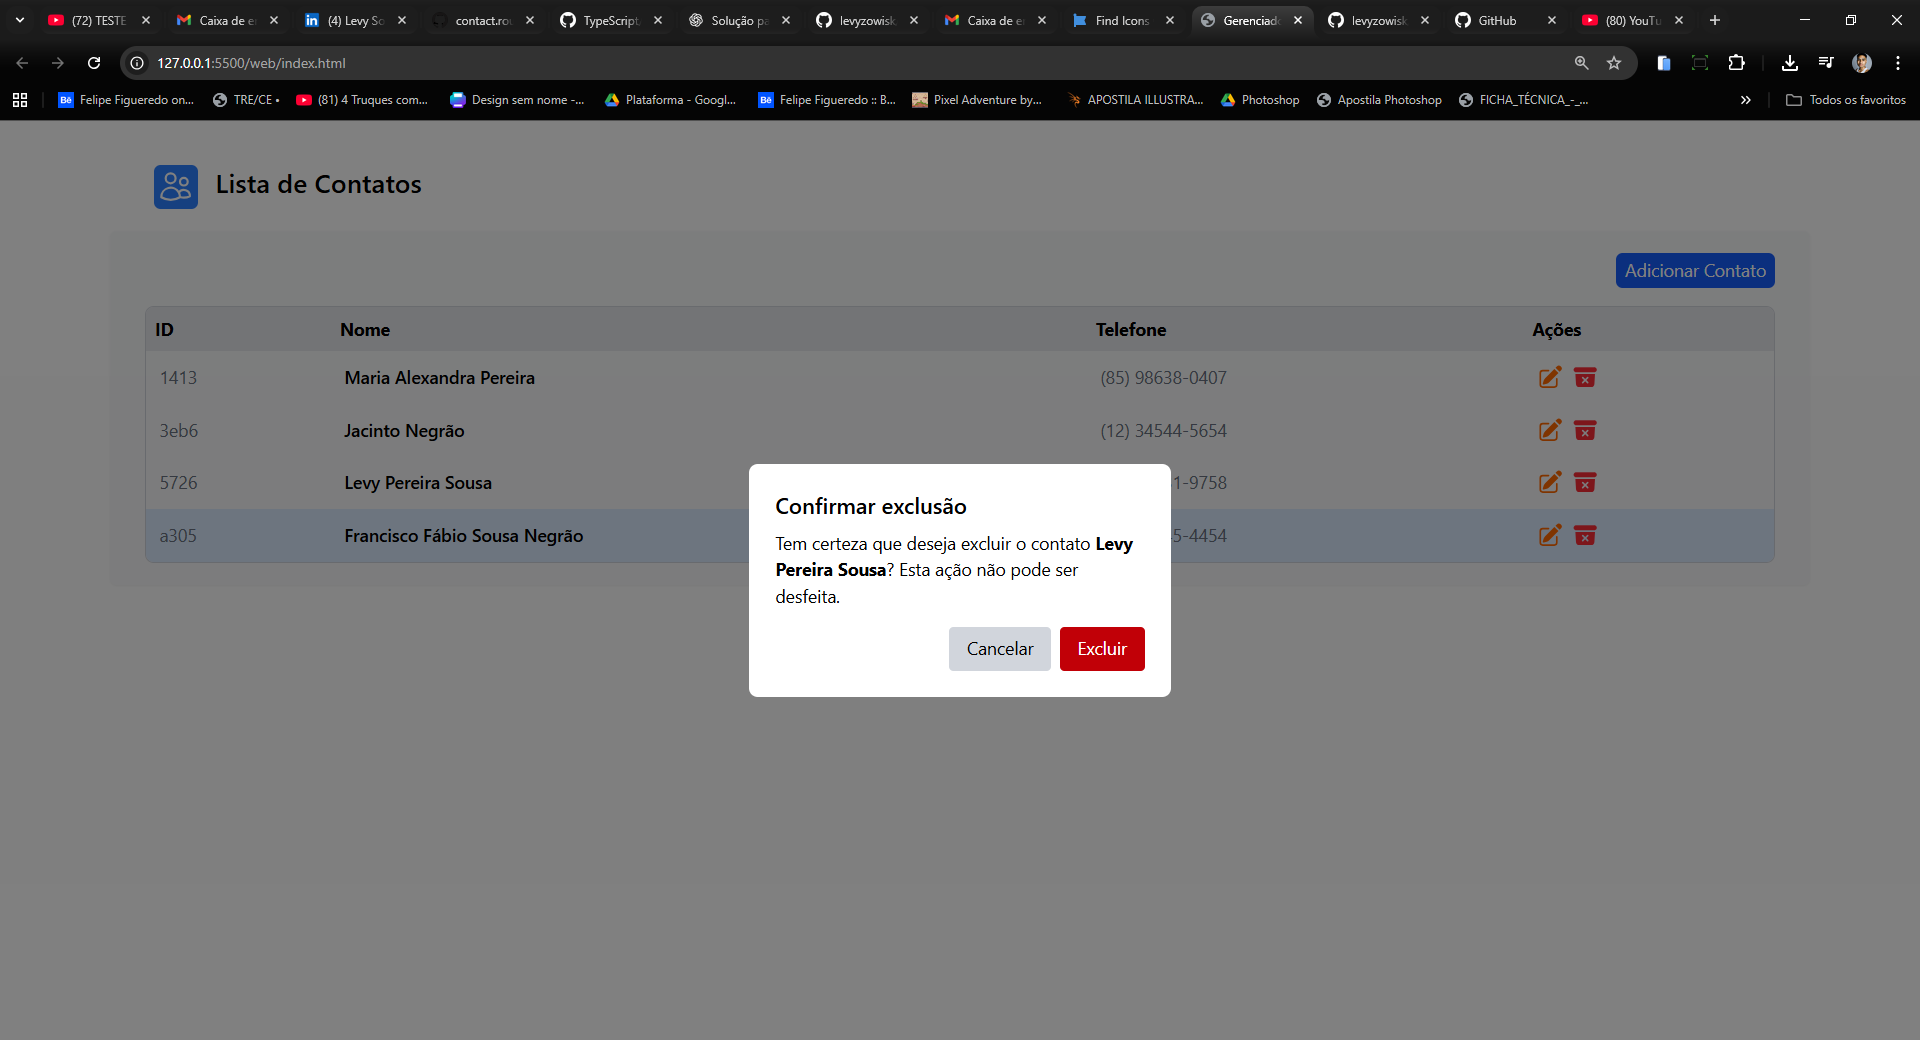 (72) TESTE
Caixa de e
(4) Levy So
contact.ro
TypeScript
Solução pa
levyzowisk
Caixa de e
Find Icons
Gerenciad
levyzowisk
GitHub
(80) YouTu
127.0.0.1:5500/web/index.html
Felipe Figueredo on...
TRE/CE •
(81) 4 Truques com...
Design sem nome -...
Plataforma - Googl...
Felipe Figueredo :: B...
Pixel Adventure by...
APOSTILA ILLUSTRA...
Photoshop
Apostila Photoshop
FICHA_TÉCNICA_-_...
Todos os favoritos
Lista de Contatos
Adicionar Contato
ID Nome Telefone Ações
1413 Maria Alexandra Pereira (85) 98638-0407
3eb6 Jacinto Negrão (12) 34544-5654
5726 Levy Pereira Sousa 1-9758
a305 Francisco Fábio Sousa Negrão 5-4454
Confirmar exclusão
Tem certeza que deseja excluir o contato Levy
Pereira Sousa? Esta ação não pode ser
desfeita.
Cancelar Excluir